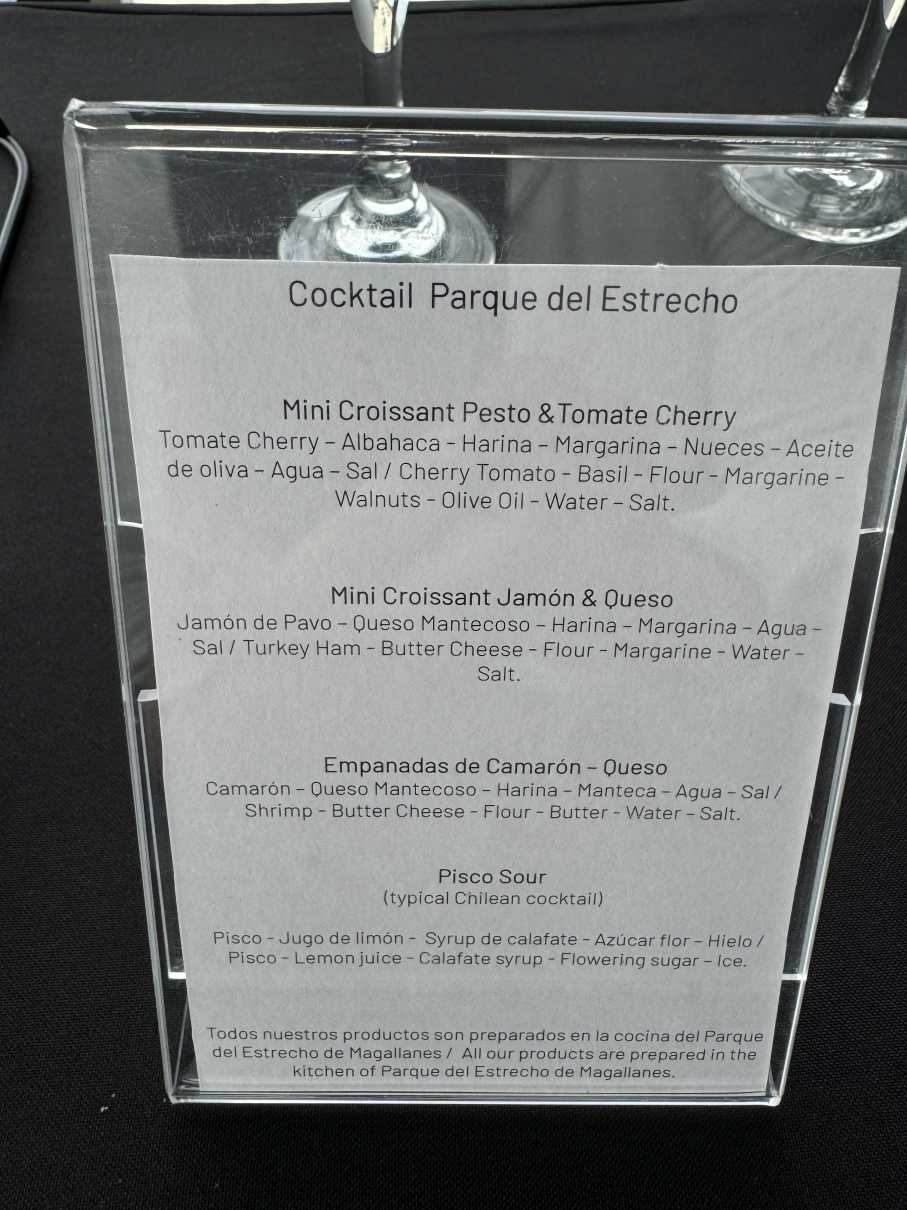 Cocktail Parque del Estrecho
Mini Croissant Pesto &Tomate Cherry
Tomate Cherry – Albahaca - Harina – Margarina – Nueces – Aceite
de oliva – Agua – Sal / Cherry Tomato - Basil - Flour - Margarine -
Walnuts - Olive Oil - Water – Salt.
Mini Croissant Jamón & Queso
Jamón de Pavo – Queso Mantecoso – Harina - Margarina – Agua –
Sal / Turkey Ham - Butter Cheese - Flour - Margarine - Water –
Salt.
Empanadas de Camarón – Queso
Camarón - Queso Mantecoso - Harina - Manteca - Agua - Sal /
Shrimp - Butter Cheese - Flour - Butter - Water – Salt.
Pisco Sour
(typical Chilean cocktail)
Pisco - Jugo de limón - Syrup de calafate - Azúcar flor – Hielo /
Pisco - Lemon juice - Calafate syrup - Flowering sugar – Ice.
Todos nuestros productos son preparados en la cocina del Parque
del Estrecho de Magallanes / All our products are prepared in the
kitchen of Parque del Estrecho de Magallanes.